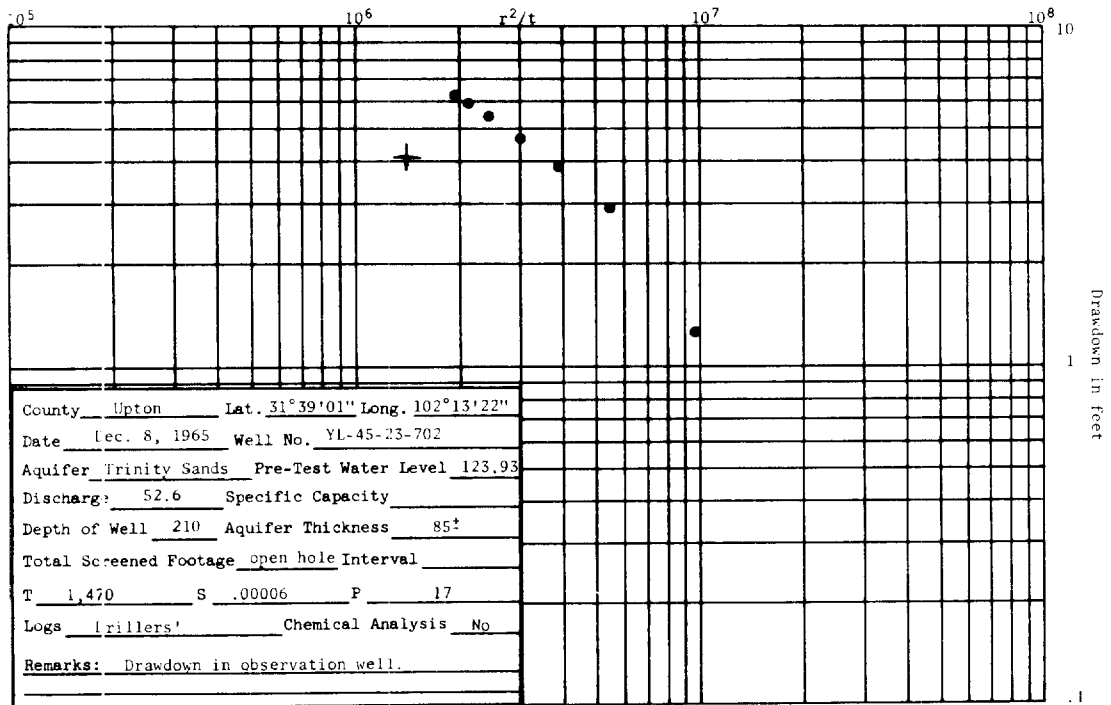 10^5 10^6 r^2/t 10^7 10^8
10
Drawdown in feet
1
.1
County Upton Lat. 31°39'01" Long. 102°13'22"
Date Dec. 8, 1965 Well No. YL-45-23-702
Aquifer Trinity Sands Pre-Test Water Level 123.93
Discharge 52.6 Specific Capacity
Depth of Well 210 Aquifer Thickness 85±
Total Screened Footage open hole Interval
T 1,470 S .00006 P 17
Logs Drillers' Chemical Analysis No
Remarks: Drawdown in observation well.